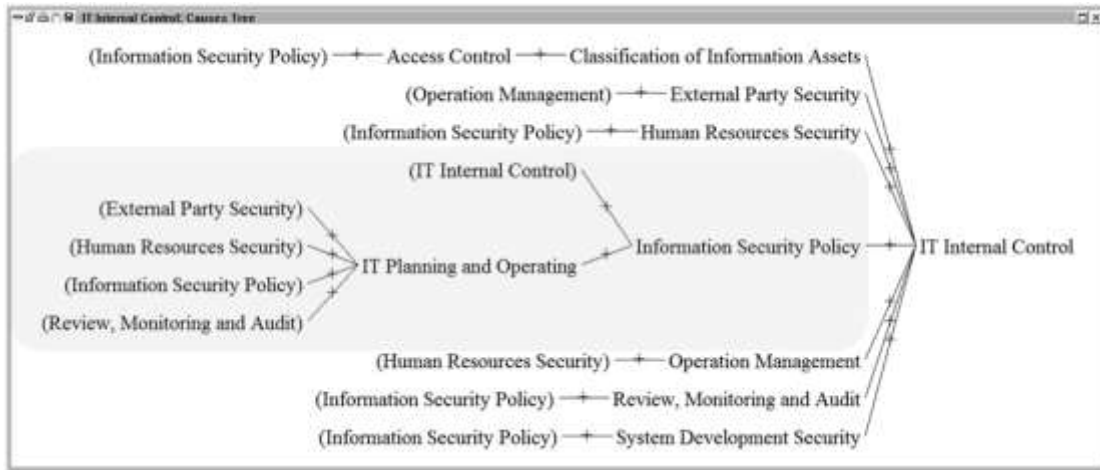 IT Internal Control: Causes Tree
(Information Security Policy) Access Control Classification of Information Assets
(Operation Management) External Party Security
(Information Security Policy) Human Resources Security
(IT Internal Control)
(External Party Security)
(Human Resources Security) Information Security Policy IT Internal Control
IT Planning and Operating
(Information Security Policy)
(Review, Monitoring and Audit)
(Human Resources Security) Operation Management
(Information Security Policy) Review, Monitoring and Audit
(Information Security Policy) System Development Security